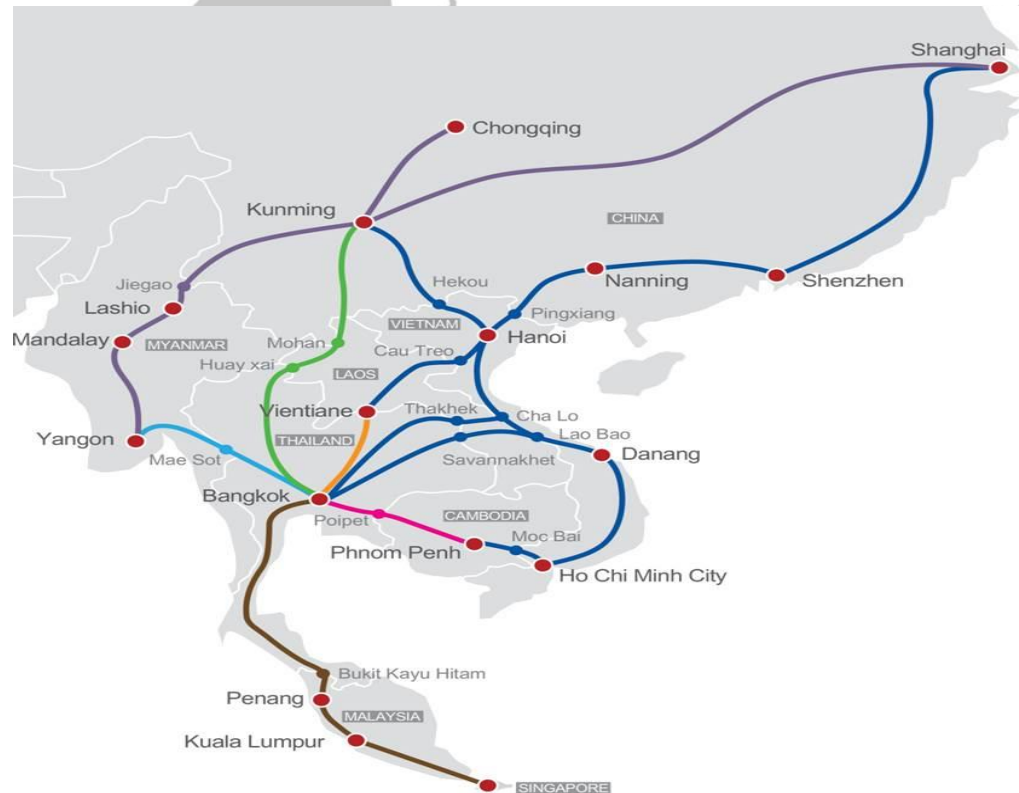 Shanghai
Chongqing
Kunming
CHINA
Nanning
Shenzhen
Jiegao
Hekou
Lashio
Pingxiang
VIETNAM
Hanoi
Mandalay
MYANMAR
Mohan
Cau Treo
Huay xai
LAOS
Vientiane
Thakhek
Cha Lo
Yangon
THAILAND
Lao Bao
Mae Sot
Savannakhet
Danang
Bangkok
Poipet
CAMBODIA
Moc Bai
Phnom Penh
Ho Chi Minh City
Bukit Kayu Hitam
Penang
MALAYSIA
Kuala Lumpur
SINGAPORE